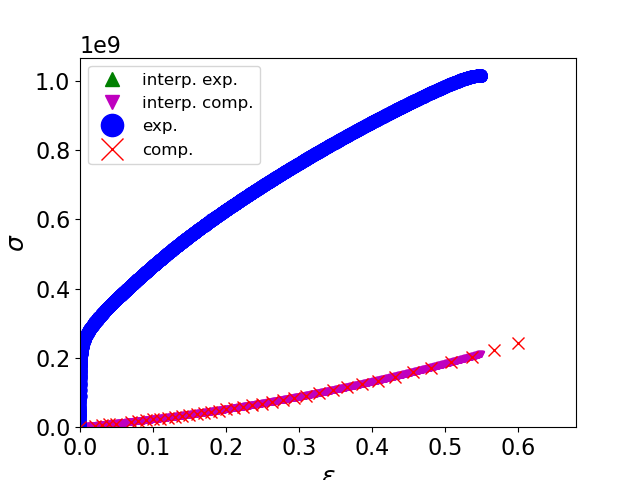 1e9
interp. exp.
interp. comp.
exp.
comp.
1.0
0.8
0.6
0.4
0.2
0.0
σ
0.0 0.1 0.2 0.3 0.4 0.5 0.6
ε